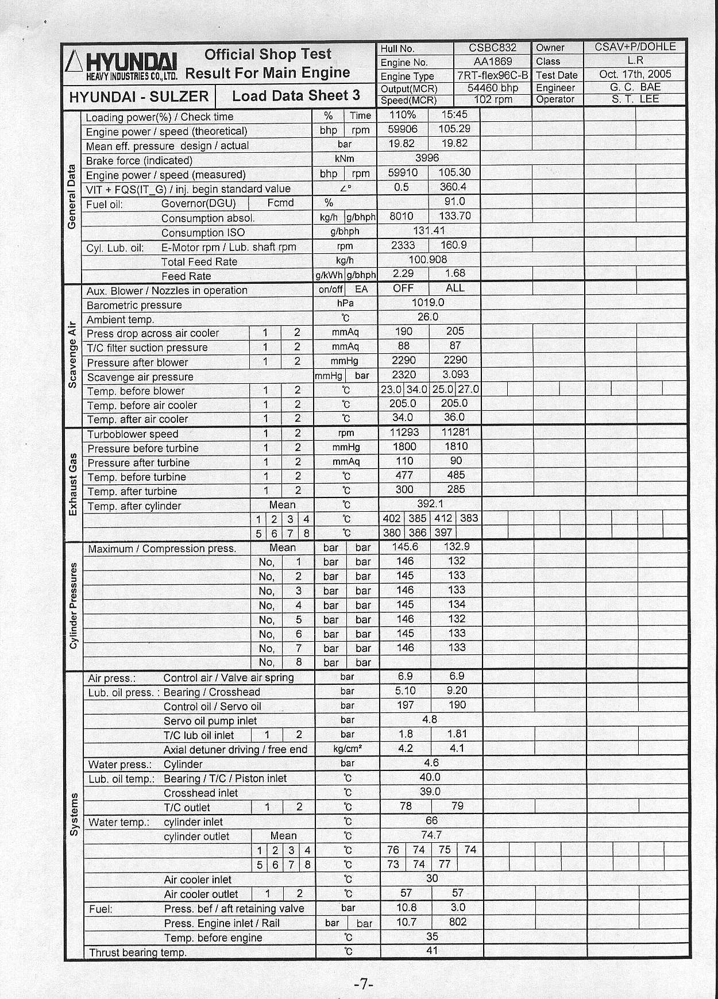 HYUNDAI HEAVY INDUSTRIES CO.,LTD.
Official Shop Test Result For Main Engine
HYUNDAI - SULZER Load Data Sheet 3
Hull No. CSBC832 Owner CSAV+P/DOHLE
Engine No. AA1869 Class L.R
Engine Type 7RT-flex96C-B Test Date Oct. 17th, 2005
Output(MCR) 54460 bhp Engineer G. C. BAE
Speed(MCR) 102 rpm Operator S. T. LEE
General Data
Loading power(%) / Check time % Time 110% 15:45
Engine power / speed (theoretical) bhp rpm 59906 105.29
Mean eff. pressure design / actual bar 19.82 19.82
Brake force (indicated) kNm 3996
Engine power / speed (measured) bhp rpm 59910 105.30
VIT + FQS(IT_G) / inj. begin standard value ∠° 0.5 360.4
Fuel oil: Governor(DGU) Fcmd % 91.0
Consumption absol. kg/h g/bhph 8010 133.70
Consumption ISO g/bhph 131.41
Cyl. Lub. oil: E-Motor rpm / Lub. shaft rpm rpm 2333 160.9
Total Feed Rate kg/h 100.908
Feed Rate g/kWh g/bhph 2.29 1.68
Scavenge Air
Aux. Blower / Nozzles in operation on/off EA OFF ALL
Barometric pressure hPa 1019.0
Ambient temp. ℃ 26.0
Press drop across air cooler 1 2 mmAq 190 205
T/C filter suction pressure 1 2 mmAq 88 87
Pressure after blower 1 2 mmHg 2290 2290
Scavenge air pressure mmHg bar 2320 3.093
Temp. before blower 1 2 ℃ 23.0 34.0 25.0 27.0
Temp. before air cooler 1 2 ℃ 205.0 205.0
Temp. after air cooler 1 2 ℃ 34.0 36.0
Exhaust Gas
Turboblower speed 1 2 rpm 11293 11281
Pressure before turbine 1 2 mmHg 1800 1810
Pressure after turbine 1 2 mmAq 110 90
Temp. before turbine 1 2 ℃ 477 485
Temp. after turbine 1 2 ℃ 300 285
Temp. after cylinder Mean ℃ 392.1
1 2 3 4 ℃ 402 385 412 383
5 6 7 8 ℃ 380 386 397
Cylinder Pressures
Maximum / Compression press. Mean bar bar 145.6 132.9
No, 1 bar bar 146 132
No, 2 bar bar 145 133
No, 3 bar bar 146 133
No, 4 bar bar 145 134
No, 5 bar bar 146 132
No, 6 bar bar 145 133
No, 7 bar bar 146 133
No, 8 bar bar
Systems
Air press.: Control air / Valve air spring bar 6.9 6.9
Lub. oil press. : Bearing / Crosshead bar 5.10 9.20
Control oil / Servo oil bar 197 190
Servo oil pump inlet bar 4.8
T/C lub oil inlet 1 2 bar 1.8 1.81
Axial detuner driving / free end kg/cm² 4.2 4.1
Water press.: Cylinder bar 4.6
Lub. oil temp.: Bearing / T/C / Piston inlet ℃ 40.0
Crosshead inlet ℃ 39.0
T/C outlet 1 2 ℃ 78 79
Water temp.: cylinder inlet ℃ 66
cylinder outlet Mean ℃ 74.7
1 2 3 4 ℃ 76 74 75 74
5 6 7 8 ℃ 73 74 77
Air cooler inlet ℃ 30
Air cooler outlet 1 2 ℃ 57 57
Fuel: Press. bef / aft retaining valve bar 10.8 3.0
Press. Engine inlet / Rail bar bar 10.7 802
Temp. before engine ℃ 35
Thrust bearing temp. ℃ 41
-7-